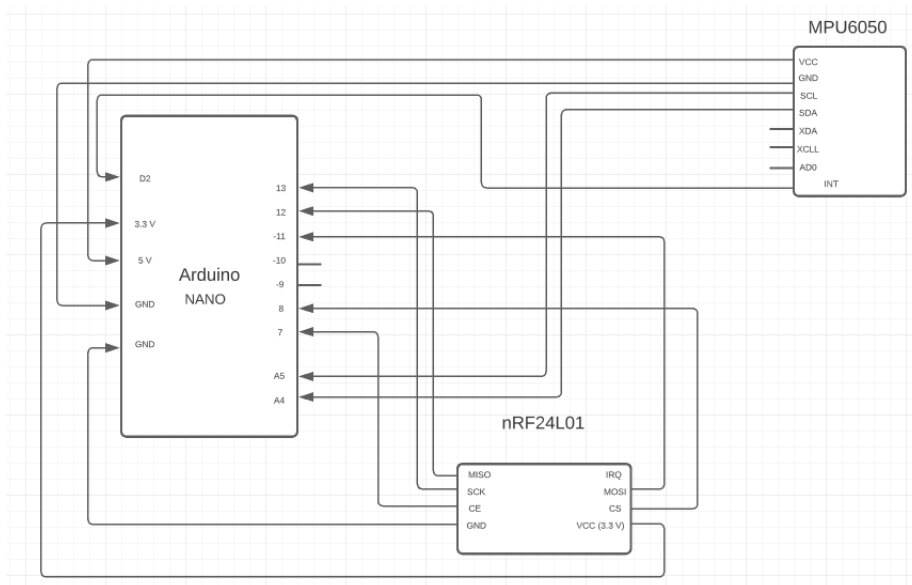 MPU6050
VCC
GND
SCL
SDA
XDA
XCLL
AD0
INT
D2
3.3 V
5 V
GND
GND
Arduino
NANO
13
12
-11
-10
-9
8
7
A5
A4
nRF24L01
MISO
SCK
CE
GND
IRQ
MOSI
CS
VCC (3.3 V)